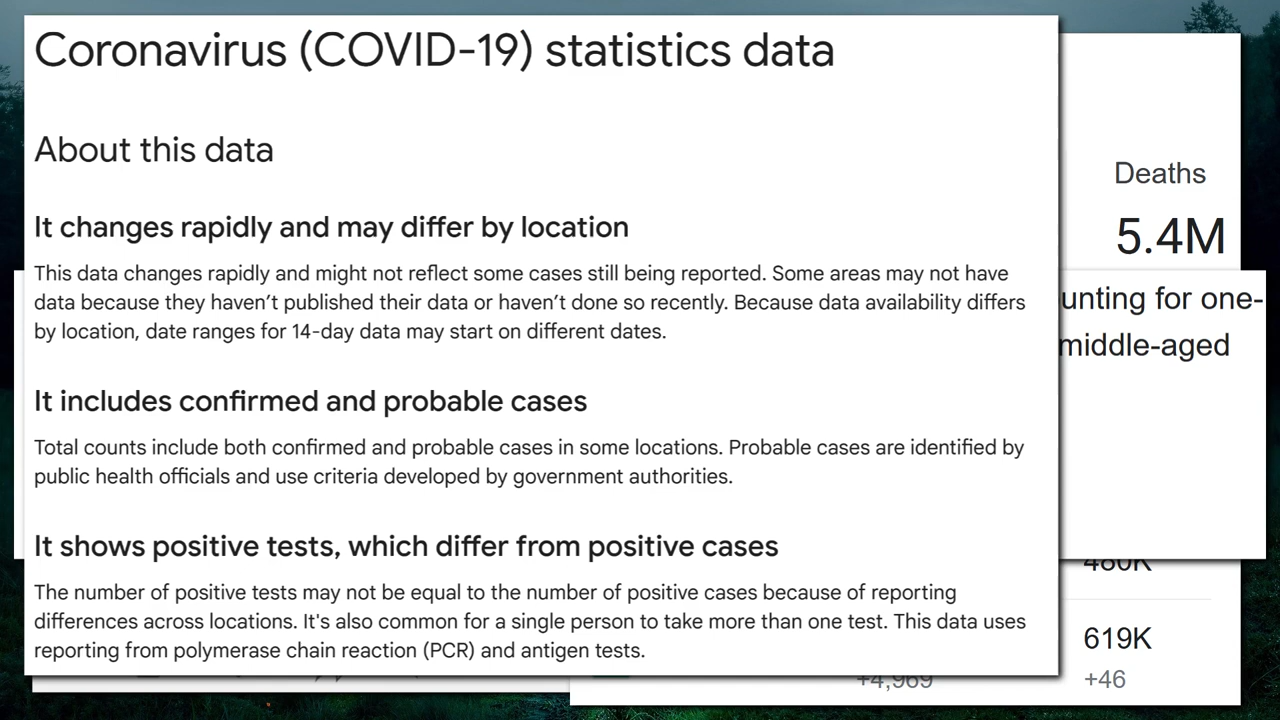 Coronavirus (COVID-19) statistics data
About this data
It changes rapidly and may differ by location
This data changes rapidly and might not reflect some cases still being reported. Some areas may not have
data because they haven’t published their data or haven’t done so recently. Because data availability differs
by location, date ranges for 14-day data may start on different dates.
It includes confirmed and probable cases
Total counts include both confirmed and probable cases in some locations. Probable cases are identified by
public health officials and use criteria developed by government authorities.
It shows positive tests, which differ from positive cases
The number of positive tests may not be equal to the number of positive cases because of reporting
differences across locations. It's also common for a single person to take more than one test. This data uses
reporting from polymerase chain reaction (PCR) and antigen tests.
Deaths
5.4M
unting for one-
middle-aged
480K
619K
+4,969
+46